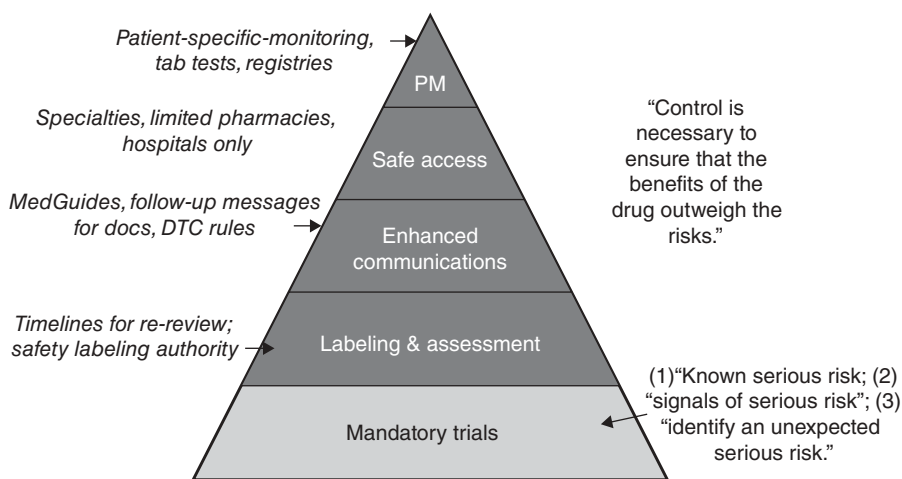 Patient-specific-monitoring,
tab tests, registries
PM
Specialties, limited pharmacies,
hospitals only
Safe access
MedGuides, follow-up messages
for docs, DTC rules
Enhanced
communications
Timelines for re-review;
safety labeling authority
Labeling & assessment
Mandatory trials
“Control is
necessary to
ensure that the
benefits of the
drug outweigh the
risks.”
(1)“Known serious risk; (2)
“signals of serious risk”; (3)
“identify an unexpected
serious risk.”